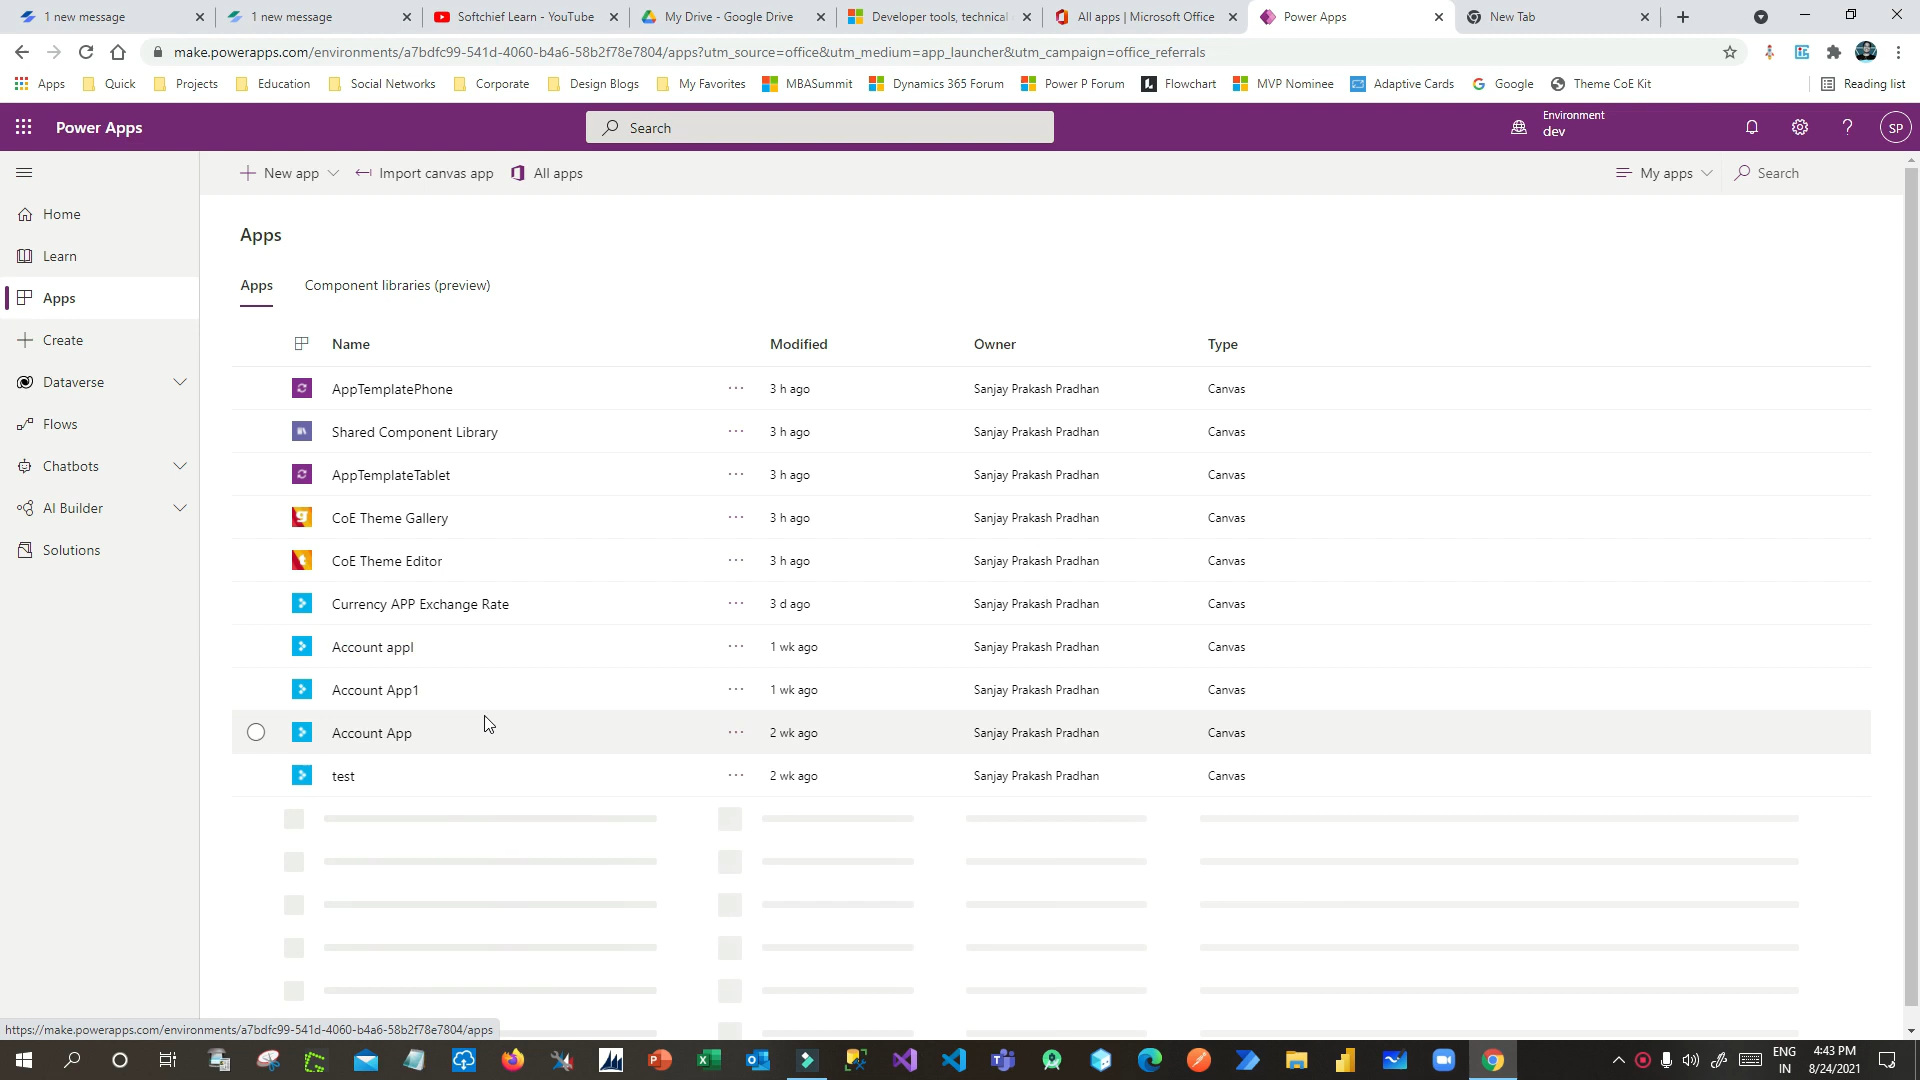 1 new message
1 new message
Softchief Learn - YouTube
My Drive - Google Drive
Developer tools, technical
All apps | Microsoft Office
Power Apps
New Tab
make.powerapps.com/environments/a7bdfc99-541d-4060-b4a6-58b2f78e7804/apps?utm_source=office&utm_medium=app_launcher&utm_campaign=office_referrals
Apps
Quick
Projects
Education
Social Networks
Corporate
Design Blogs
My Favorites
MBASummit
Dynamics 365 Forum
Power P Forum
Flowchart
MVP Nominee
Adaptive Cards
Google
Theme CoE Kit
Reading list
Power Apps
Search
Environment
dev
SP
New app
Import canvas app
All apps
My apps
Search
Home
Learn
Apps
Create
Dataverse
Flows
Chatbots
AI Builder
Solutions
Apps
Apps
Component libraries (preview)
Name Modified Owner Type
AppTemplatePhone ... 3 h ago Sanjay Prakash Pradhan Canvas
Shared Component Library ... 3 h ago Sanjay Prakash Pradhan Canvas
AppTemplateTablet ... 3 h ago Sanjay Prakash Pradhan Canvas
CoE Theme Gallery ... 3 h ago Sanjay Prakash Pradhan Canvas
CoE Theme Editor ... 3 h ago Sanjay Prakash Pradhan Canvas
Currency APP Exchange Rate ... 3 d ago Sanjay Prakash Pradhan Canvas
Account appl ... 1 wk ago Sanjay Prakash Pradhan Canvas
Account App1 ... 1 wk ago Sanjay Prakash Pradhan Canvas
Account App ... 2 wk ago Sanjay Prakash Pradhan Canvas
test ... 2 wk ago Sanjay Prakash Pradhan Canvas
https://make.powerapps.com/environments/a7bdfc99-541d-4060-b4a6-58b2f78e7804/apps
ENG
IN
4:43 PM
8/24/2021